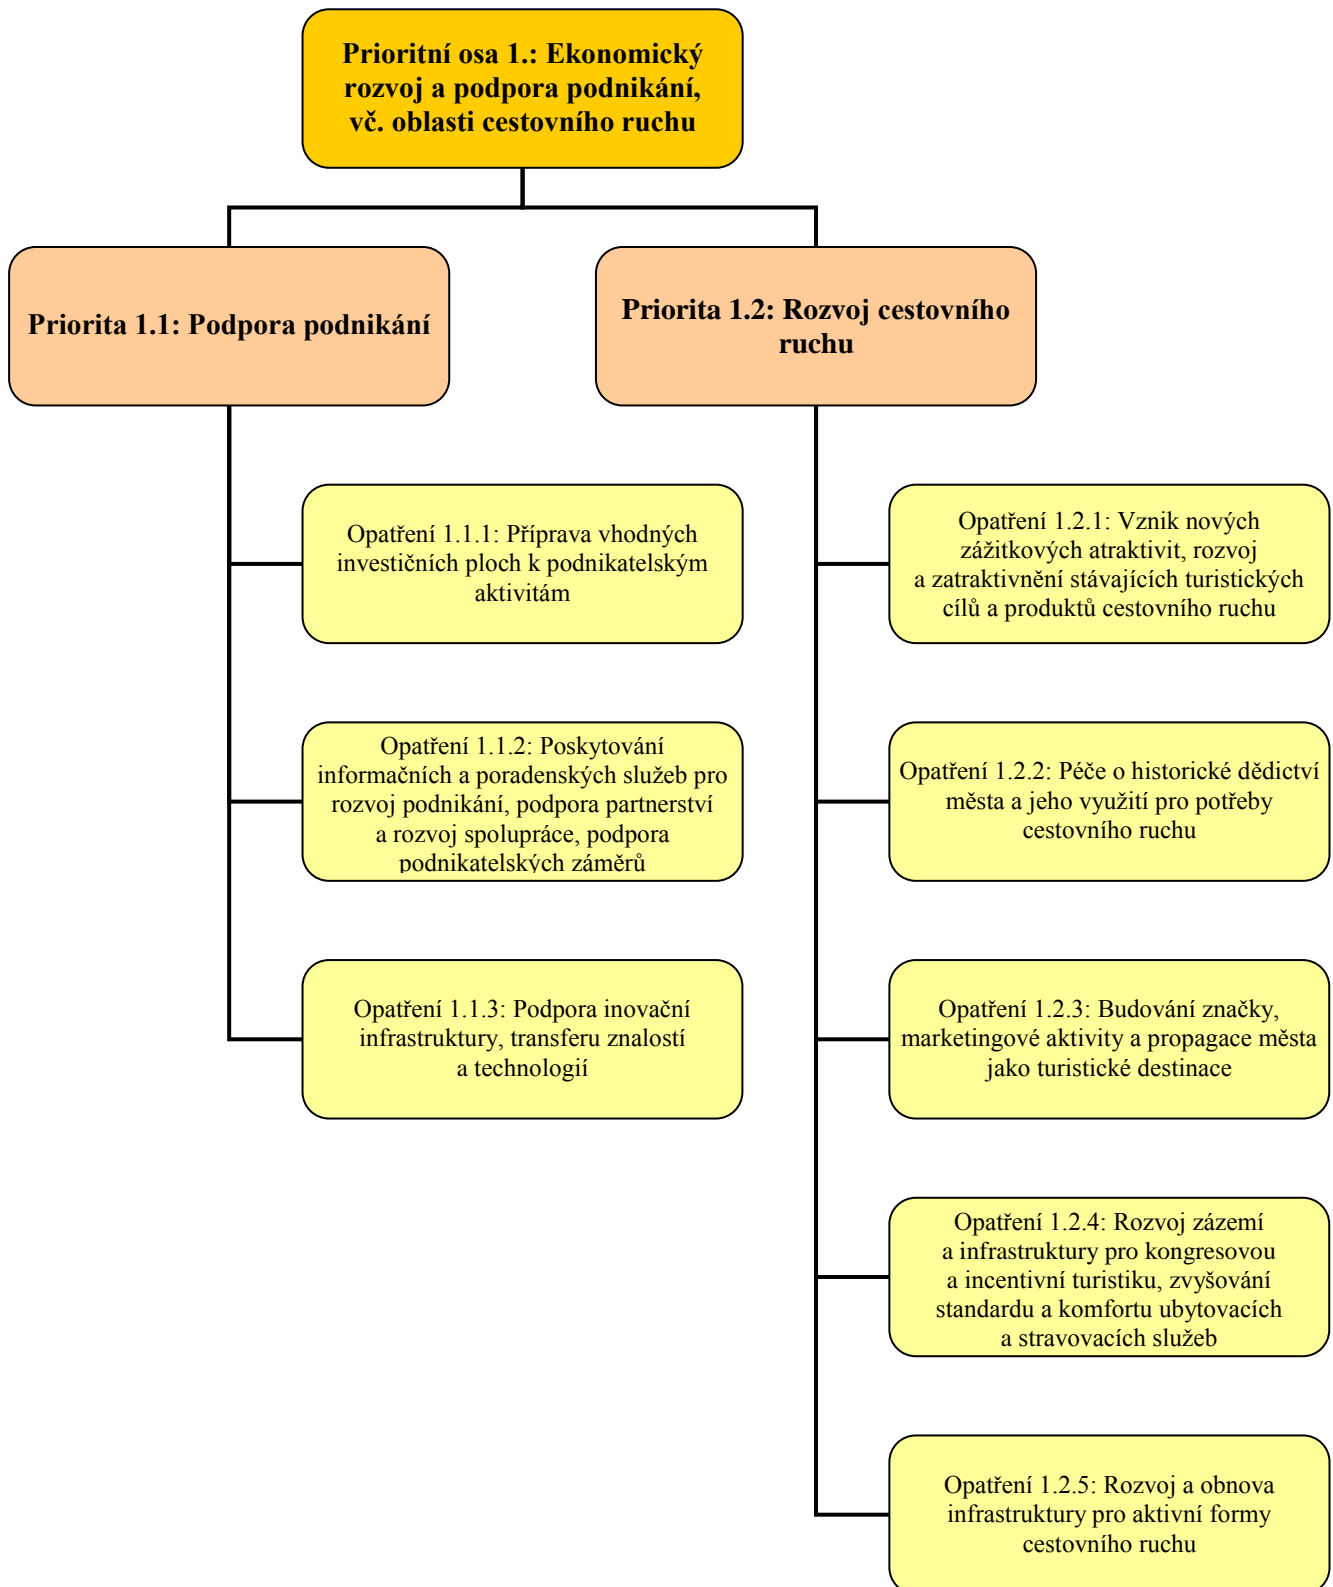 Prioritní osa 1.: Ekonomický
rozvoj a podpora podnikání,
vč. oblasti cestovního ruchu
Priorita 1.1: Podpora podnikání
Priorita 1.2: Rozvoj cestovního
ruchu
Opatření 1.1.1: Příprava vhodných
investičních ploch k podnikatelským
aktivitám
Opatření 1.1.2: Poskytování
informačních a poradenských služeb pro
rozvoj podnikání, podpora partnerství
a rozvoj spolupráce, podpora
podnikatelských záměrů
Opatření 1.1.3: Podpora inovační
infrastruktury, transferu znalostí
a technologií
Opatření 1.2.1: Vznik nových
zážitkových atraktivit, rozvoj
a zatraktivnění stávajících turistických
cílů a produktů cestovního ruchu
Opatření 1.2.2: Péče o historické dědictví
města a jeho využití pro potřeby
cestovního ruchu
Opatření 1.2.3: Budování značky,
marketingové aktivity a propagace města
jako turistické destinace
Opatření 1.2.4: Rozvoj zázemí
a infrastruktury pro kongresovou
a incentivní turistiku, zvyšování
standardu a komfortu ubytovacích
a stravovacích služeb
Opatření 1.2.5: Rozvoj a obnova
infrastruktury pro aktivní formy
cestovního ruchu